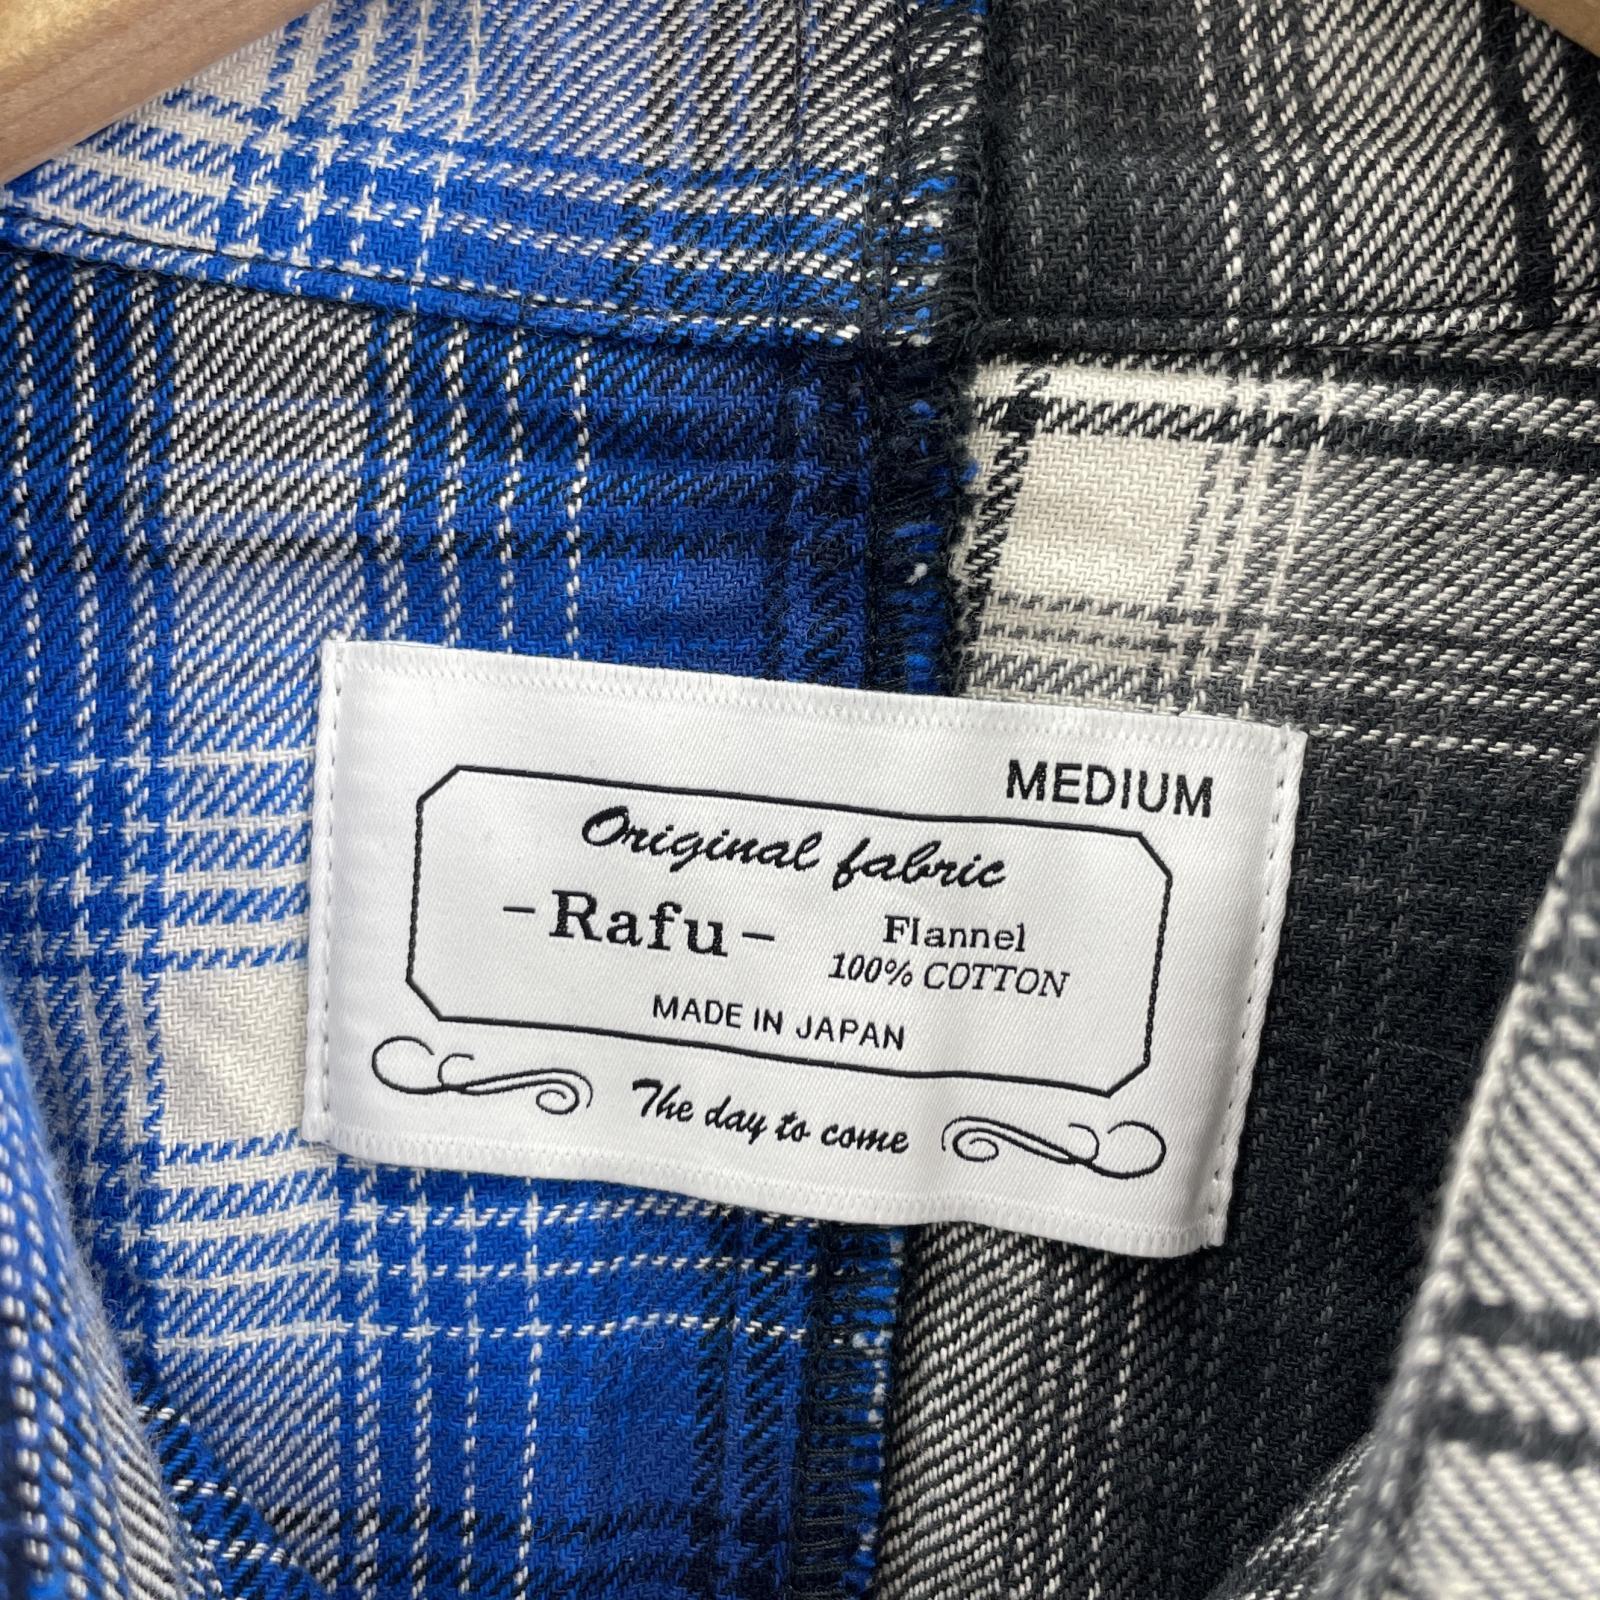 MEDIUM
Original fabric
-Rafu-
Flannel
100% COTTON
MADE IN JAPAN
The day to come